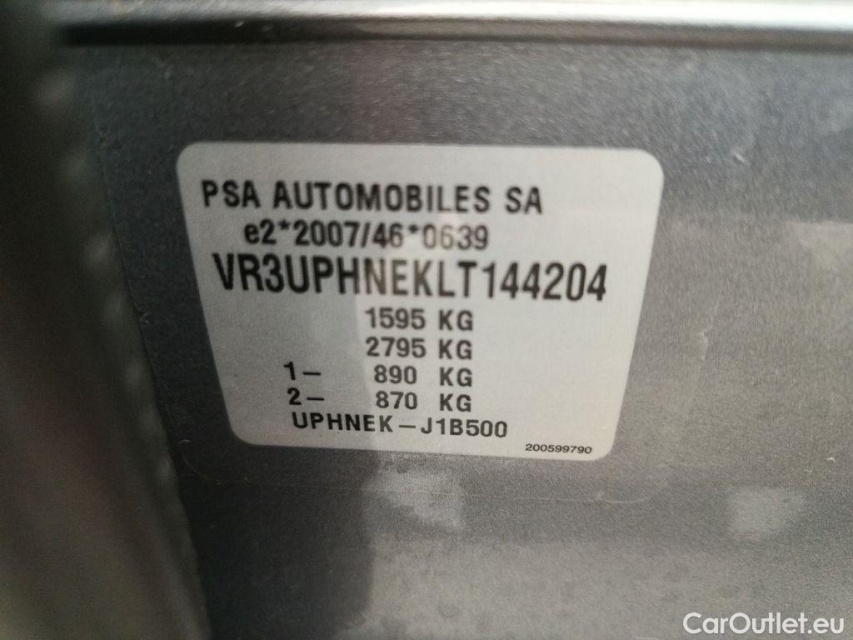 PSA AUTOMOBILES SA
e2*2007/46*0639
VR3UPHNEKLT144204
1595 KG
2795 KG
1– 890 KG
2– 870 KG
UPHNEK–J1B500
200599790
CarOutlet.eu